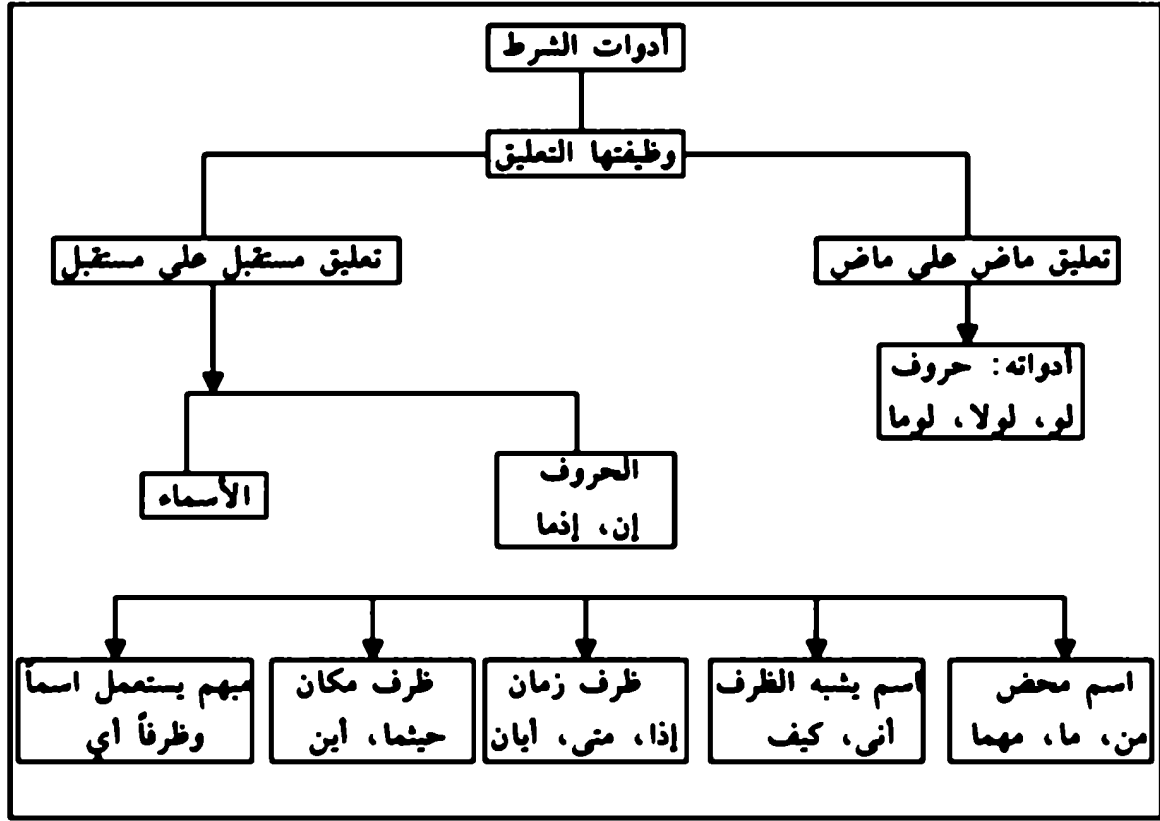 أدوات الشرط
وظيفتها التعليق
تعليق ماض على ماض
تعليق مستقبل على مستقبل
أدواته: حروف
لو، لولا، لوما
الحروف
إن، إذما
الأسماء
اسم محض
من، ما، مهما
اسم يشبه الظرف
أنى، كيف
ظرف زمان
إذا، متى، أيان
ظرف مكان
حيثما، أين
مبهم يستعمل اسماً
وظرفاً أي